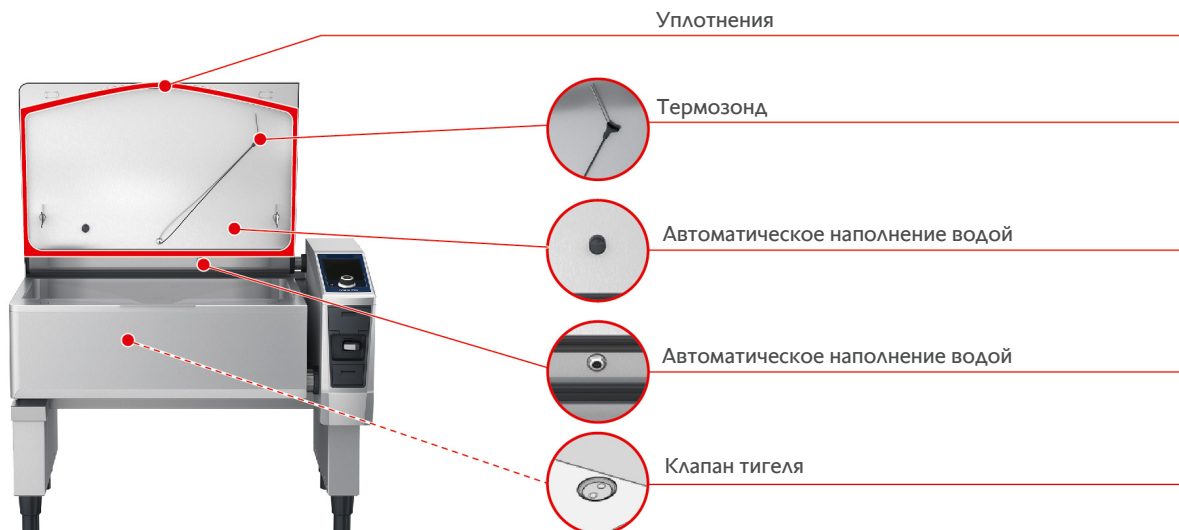 Уплотнения
Термозонд
Автоматическое наполнение водой
Автоматическое наполнение водой
Клапан тигеля